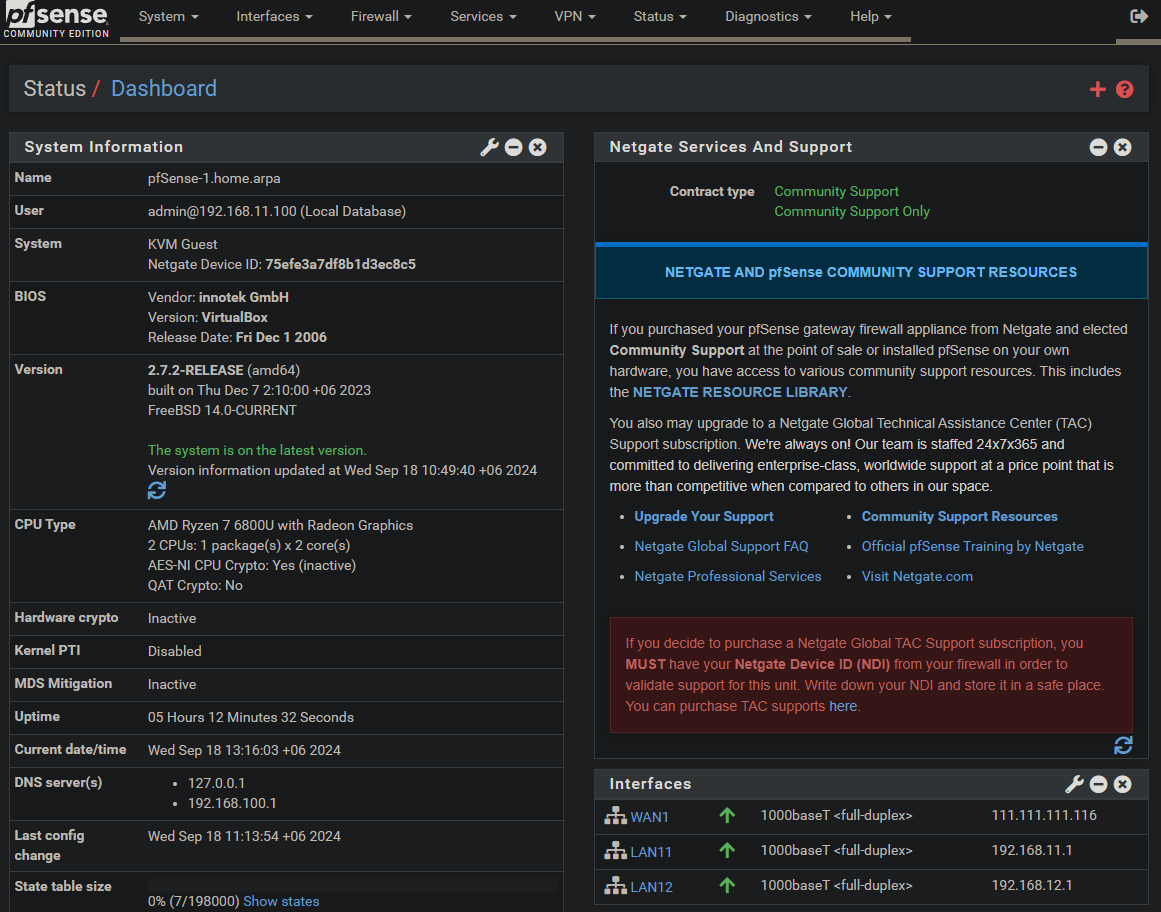 pfsense
COMMUNITY EDITION
System Interfaces Firewall Services VPN Status Diagnostics Help
Status / Dashboard
System Information
Name pfSense-1.home.arpa
User admin@192.168.11.100 (Local Database)
System KVM Guest
Netgate Device ID: 75efe3a7df8b1d3ec8c5
BIOS Vendor: innotek GmbH
Version: VirtualBox
Release Date: Fri Dec 1 2006
Version 2.7.2-RELEASE (amd64)
built on Thu Dec 7 2:10:00 +06 2023
FreeBSD 14.0-CURRENT
The system is on the latest version.
Version information updated at Wed Sep 18 10:49:40 +06 2024
CPU Type AMD Ryzen 7 6800U with Radeon Graphics
2 CPUs: 1 package(s) x 2 core(s)
AES-NI CPU Crypto: Yes (inactive)
QAT Crypto: No
Hardware crypto Inactive
Kernel PTI Disabled
MDS Mitigation Inactive
Uptime 05 Hours 12 Minutes 32 Seconds
Current date/time Wed Sep 18 13:16:03 +06 2024
DNS server(s) • 127.0.0.1
• 192.168.100.1
Last config change Wed Sep 18 11:13:54 +06 2024
State table size
0% (7/198000) Show states
Netgate Services And Support
Contract type Community Support
Community Support Only
NETGATE AND pfSense COMMUNITY SUPPORT RESOURCES
If you purchased your pfSense gateway firewall appliance from Netgate and elected
Community Support at the point of sale or installed pfSense on your own
hardware, you have access to various community support resources. This includes
the NETGATE RESOURCE LIBRARY.
You also may upgrade to a Netgate Global Technical Assistance Center (TAC)
Support subscription. We're always on! Our team is staffed 24x7x365 and
committed to delivering enterprise-class, worldwide support at a price point that is
more than competitive when compared to others in our space.
• Upgrade Your Support
• Netgate Global Support FAQ
• Netgate Professional Services
• Community Support Resources
• Official pfSense Training by Netgate
• Visit Netgate.com
If you decide to purchase a Netgate Global TAC Support subscription, you
MUST have your Netgate Device ID (NDI) from your firewall in order to
validate support for this unit. Write down your NDI and store it in a safe place.
You can purchase TAC supports here.
Interfaces
WAN1 1000baseT <full-duplex> 111.111.111.116
LAN11 1000baseT <full-duplex> 192.168.11.1
LAN12 1000baseT <full-duplex> 192.168.12.1